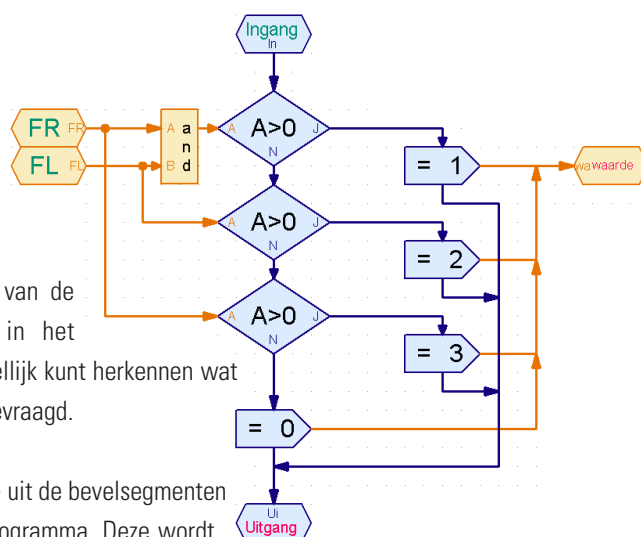 Ingang
In
FR FR
FL FL
A
B
a
n
d
A A>0 J
N
= 1
wa waarde
A A>0 J
N
= 2
van de
in het
A A>0 J
N
= 3
ellijk kunt herkennen wat
evraagd.
= 0
uit de bevelsegmenten
Ui
Uitgang
ogramma. Deze wordt